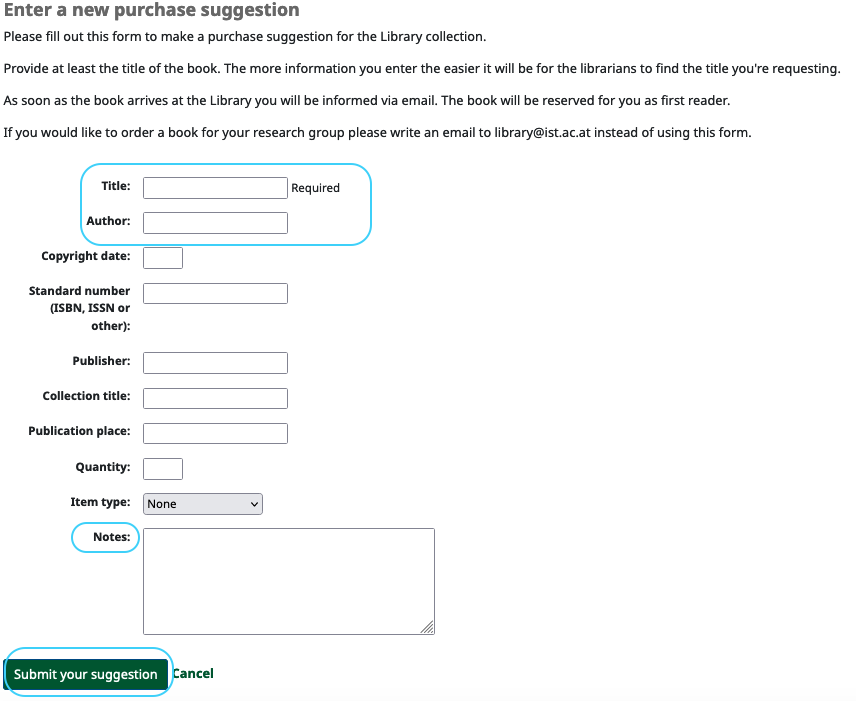 Enter a new purchase suggestion
Please fill out this form to make a purchase suggestion for the Library collection.
Provide at least the title of the book. The more information you enter the easier it will be for the librarians to find the title you're requesting.
As soon as the book arrives at the Library you will be informed via email. The book will be reserved for you as first reader.
If you would like to order a book for your research group please write an email to library@ist.ac.at instead of using this form.
Title: Required
Author:
Copyright date:
Standard number
(ISBN, ISSN or
other):
Publisher:
Collection title:
Publication place:
Quantity:
Item type: None
Notes:
Submit your suggestion Cancel